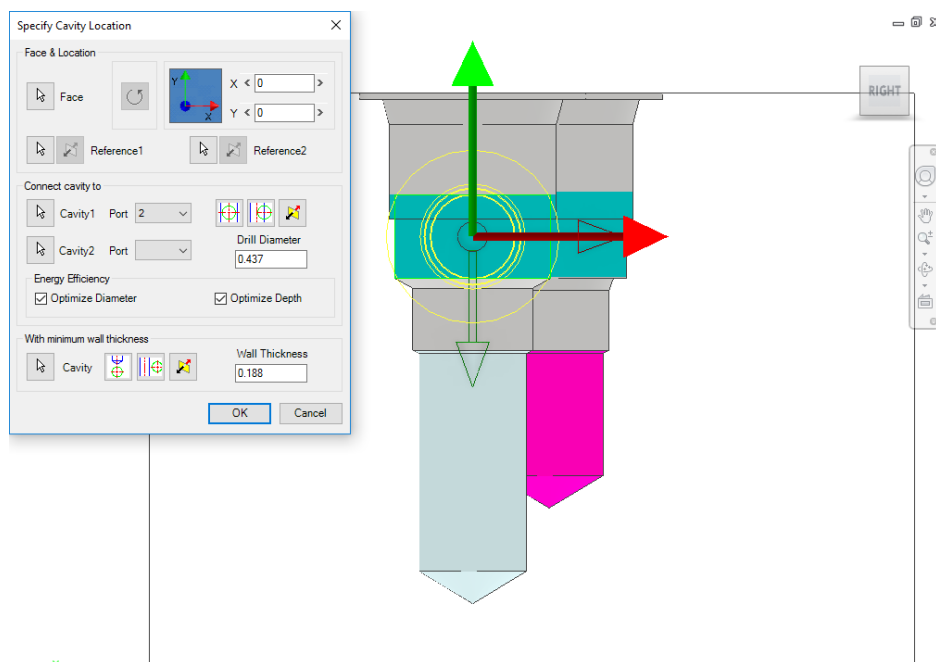 Specify Cavity Location
Face & Location
Face
Y
X
X < 0 >
Y < 0 >
Reference1
Reference2
Connect cavity to
Cavity1 Port 2
Cavity2 Port
Drill Diameter
0.437
Energy Efficiency
Optimize Diameter
Optimize Depth
With minimum wall thickness
Cavity
Wall Thickness
0.188
OK
Cancel
RIGHT